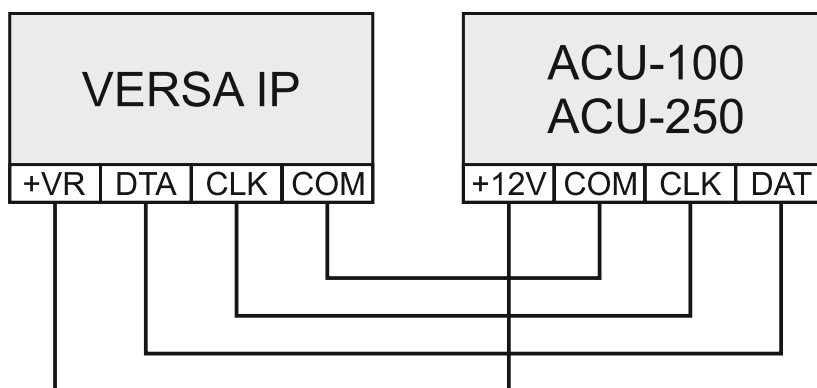 VERSA IP
+VR DTA CLK COM
ACU-100
ACU-250
+12V COM CLK DAT